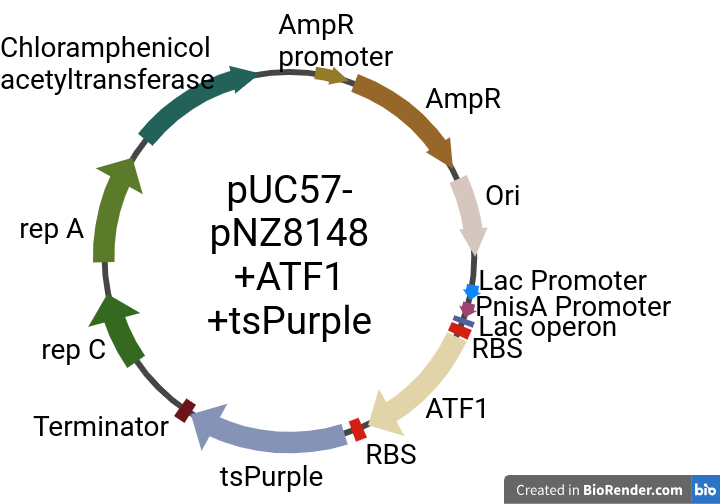 AmpR
promoter
Chloramphenicol
acetyltransferase
AmpR
pUC57-
pNZ8148
+ATF1
+tsPurple
Ori
rep A
Lac Promoter
PnisA Promoter
Lac operon
RBS
rep C
ATF1
Terminator
RBS
tsPurple
Created in BioRender.com bio